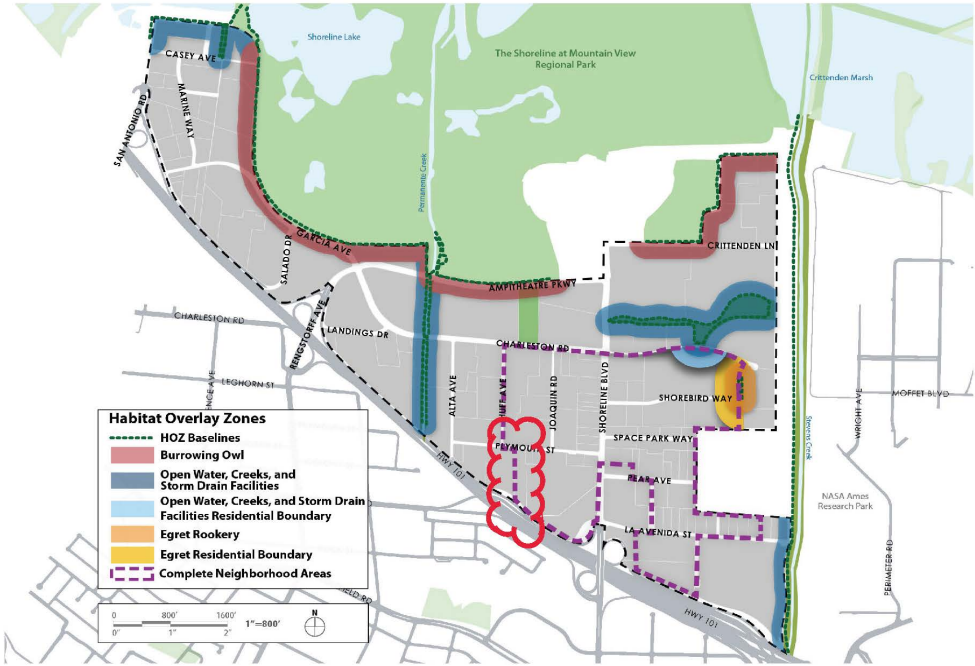 Shoreline Lake
The Shoreline at Mountain View
Regional Park
Crittenden Marsh
CASEY AVE
MARINE WAY
SAN ANTONIO RD
Permanente Creek
GARCIA AVE
SALADO DR
CRITTENDEN LN
AMPITHEATRE PKWY
CHARLESTON RD
RENGSTORFF AVE
LANDINGS DR
CHARLESTON RD
LEGHORN ST
ALTA AVE
HUFF AVE
JOAQUIN RD
SHORELINE BLVD
SHOREBIRD WAY
MOFFET BLVD
WRIGHT AVE
SPACE PARK WAY
PLYMOUTH ST
HWY 101
PEAR AVE
Stevens Creek
NASA Ames
Research Park
LA AVENIDA ST
PERIMETER RD
HWY 101
Habitat Overlay Zones
HOZ Baselines
Burrowing Owl
Open Water, Creeks, and
Storm Drain Facilities
Open Water, Creeks, and Storm Drain
Facilities Residential Boundary
Egret Rookery
Egret Residential Boundary
Complete Neighborhood Areas
0 800' 1600'
0" 1" 2"
1"=800'
N